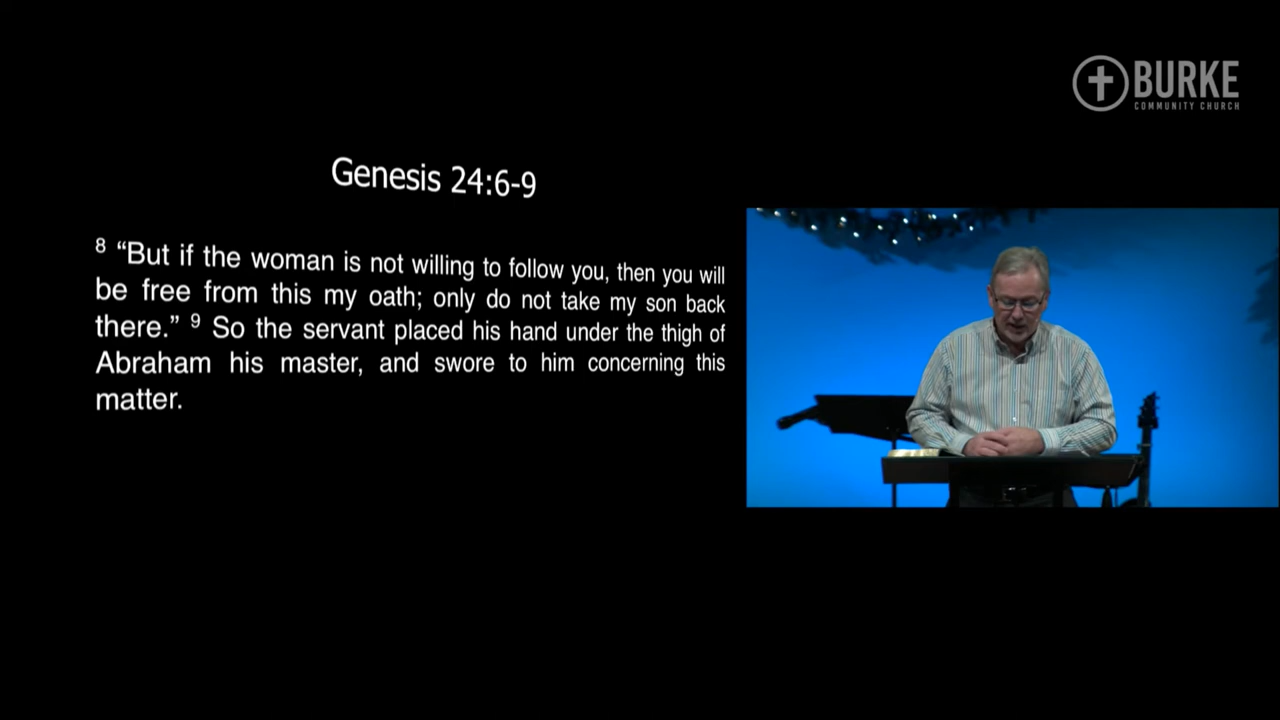 BURKE
COMMUNITY CHURCH
Genesis 24:6-9
8 “But if the woman is not willing to follow you, then you will
be free from this my oath; only do not take my son back
there.” 9 So the servant placed his hand under the thigh of
Abraham his master, and swore to him concerning this
matter.